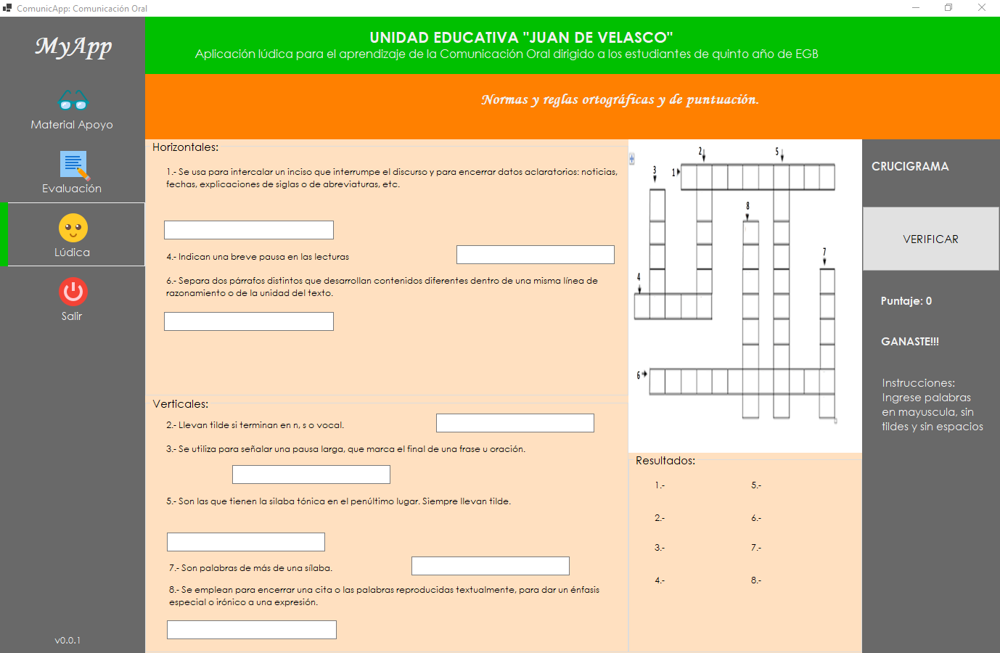 ComunicApp: Comunicación Oral
MyApp
Material Apoyo
Evaluación
Lúdica
Salir
v0.0.1
UNIDAD EDUCATIVA "JUAN DE VELASCO"
Aplicación lúdica para el aprendizaje de la Comunicación Oral dirigido a los estudiantes de quinto año de EGB
Normas y reglas ortográficas y de puntuación.
Horizontales:
1.- Se usa para intercalar un inciso que interrumpe el discurso y para encerrar datos aclaratorios: noticias,
fechas, explicaciones de siglas o de abreviaturas, etc.
4.- Indican una breve pausa en las lecturas
6.- Separa dos párrafos distintos que desarrollan contenidos diferentes dentro de una misma línea de
razonamiento o de la unidad del texto.
Verticales:
2.- Llevan tilde si terminan en n, s o vocal.
3.- Se utiliza para señalar una pausa larga, que marca el final de una frase u oración.
5.- Son las que tienen la silaba tónica en el penúltimo lugar. Siempre llevan tilde.
7.- Son palabras de más de una sílaba.
8.- Se emplean para encerrar una cita o las palabras reproducidas textualmente, para dar un énfasis
especial o irónico a una expresión.
2
5
3
1
8
7
4
6
Resultados:
1.-
5.-
2.-
6.-
3.-
7.-
4.-
8.-
CRUCIGRAMA
VERIFICAR
Puntaje: 0
GANASTE!!!
Instrucciones:
Ingrese palabras
en mayuscula, sin
tildes y sin espacios